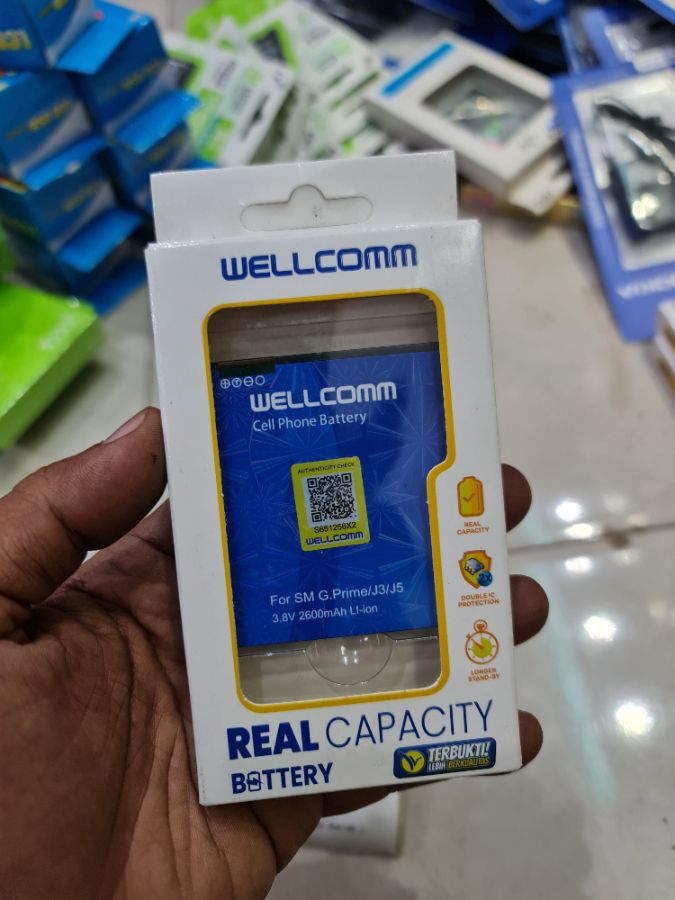 WELLCOMM
WELLCOMM
Cell Phone Battery
AUTHENTICITY CHECK
S651256X2
WELLCOMM
For SM G.Prime/J3/J5
3.8V 2600mAh LI-ion
REAL
CAPACITY
DOUBLE IC
PROTECTION
LONGER
STAND-BY
REAL CAPACITY
BATTERY
TERBUKTI!
LEBIH BERKUALITAS